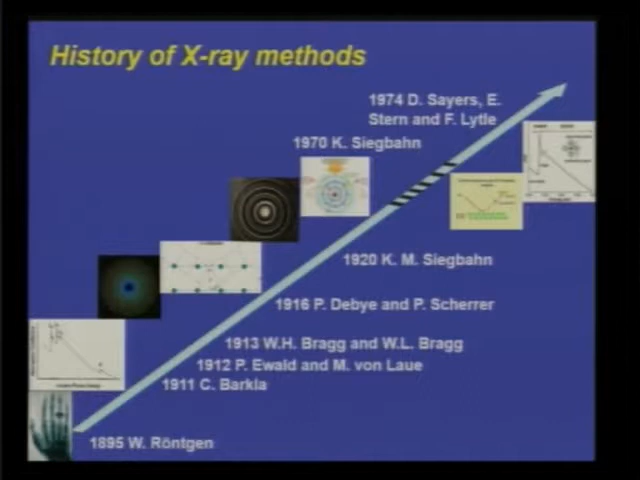 History of X-ray methods
1974 D. Sayers, E.
Stern and F. Lytle
1970 K. Siegbahn
1920 K. M. Siegbahn
1916 P. Debye and P. Scherrer
1913 W.H. Bragg and W.L. Bragg
1912 P. Ewald and M. von Laue
1911 C. Barkla
1895 W. Röntgen